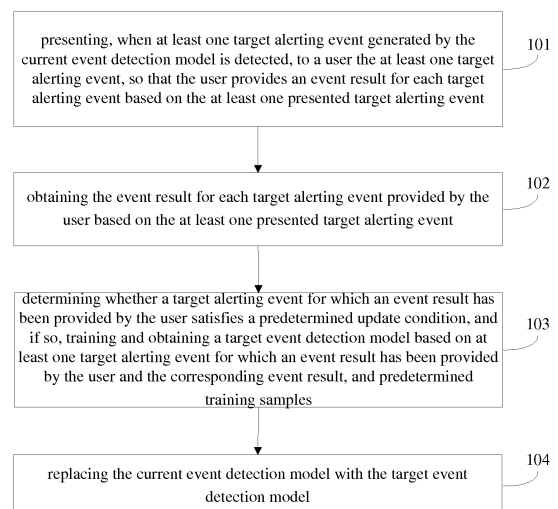 presenting, when at least one target alerting event generated by the
current event detection model is detected, to a user the at least one target
alerting event, so that the user provides an event result for each target
alerting event based on the at least one presented target alerting event
101
obtaining the event result for each target alerting event provided by the
user based on the at least one presented target alerting event
102
determining whether a target alerting event for which an event result has
been provided by the user satisfies a predetermined update condition, and
if so, training and obtaining a target event detection model based on at
least one target alerting event for which an event result has been provided
by the user and the corresponding event result, and predetermined
training samples
103
replacing the current event detection model with the target event
detection model
104